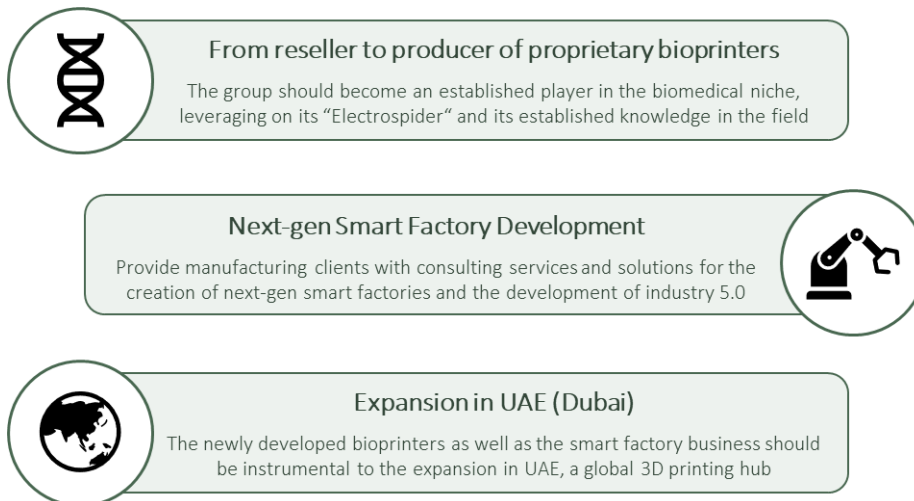 From reseller to producer of proprietary bioprinters
The group should become an established player in the biomedical niche,
leveraging on its “Electrospider“ and its established knowledge in the field
Next-gen Smart Factory Development
Provide manufacturing clients with consulting services and solutions for the
creation of next-gen smart factories and the development of industry 5.0
Expansion in UAE (Dubai)
The newly developed bioprinters as well as the smart factory business should
be instrumental to the expansion in UAE, a global 3D printing hub